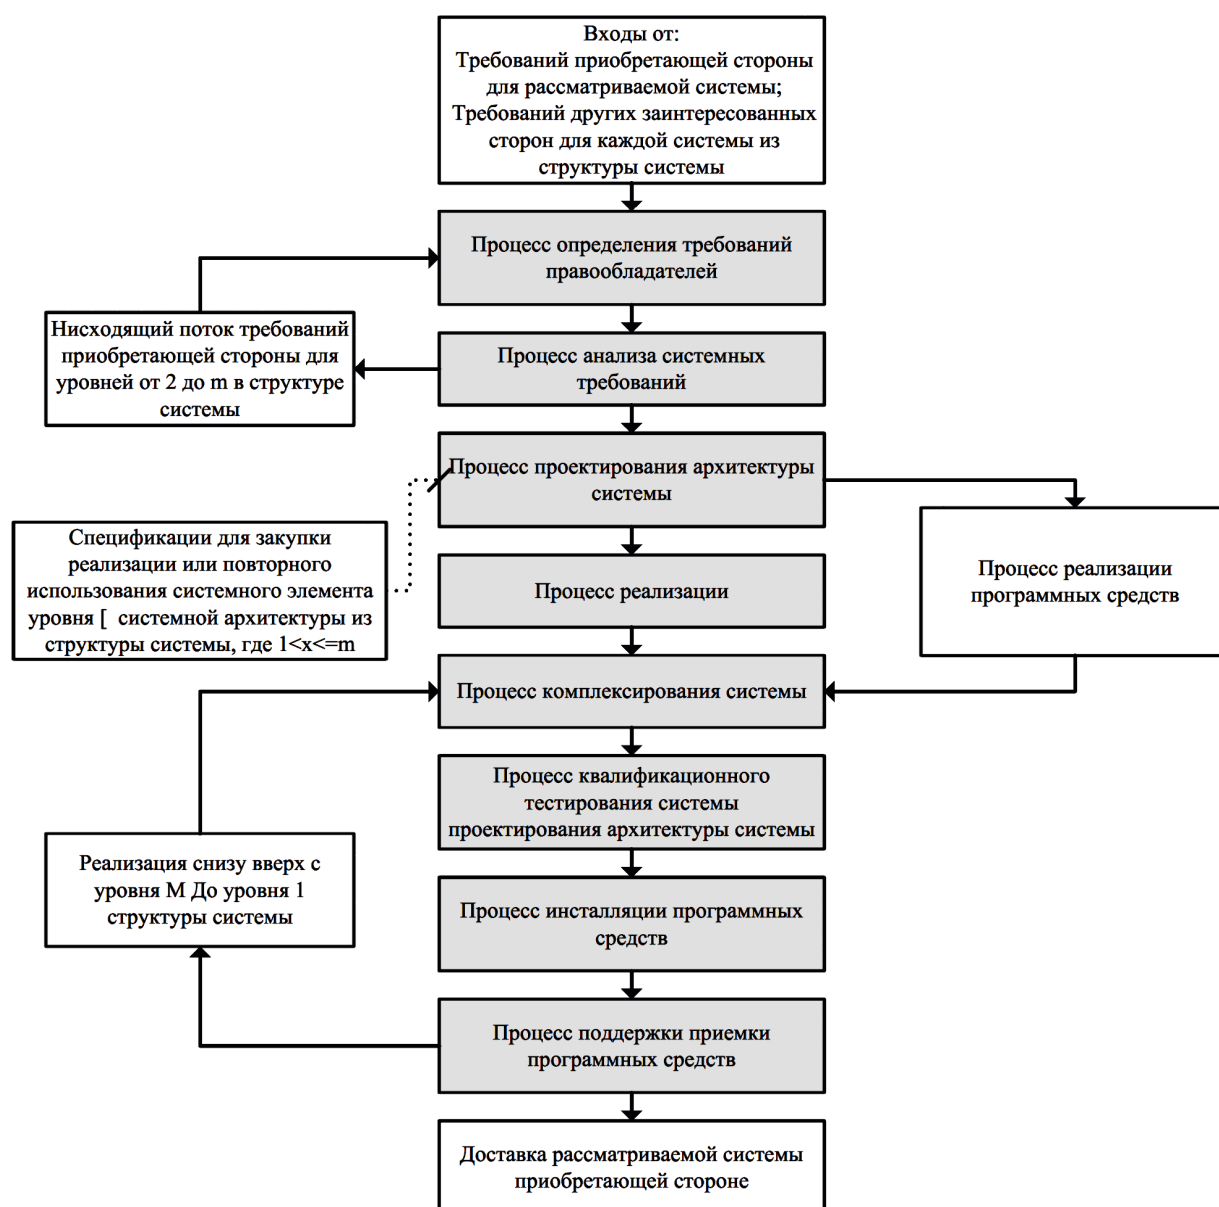 Входы от:
Требований приобретающей стороны
для рассматриваемой системы;
Требований других заинтересованных
сторон для каждой системы из
структуры системы
Процесс определения требований
правообладателей
Нисходящий поток требований
приобретающей стороны для
уровней от 2 до m в структуре
системы
Процесс анализа системных
требований
Процесс проектирования архитектуры
системы
Спецификации для закупки
реализации или повторного
использования системного элемента
уровня [ системной архитектуры из
структуры системы, где 1<x<=m
Процесс реализации
программных средств
Процесс реализации
Процесс комплексирования системы
Процесс квалификационного
тестирования системы
проектирования архитектуры системы
Реализация снизу вверх с
уровня М До уровня 1
структуры системы
Процесс инсталляции программных
средств
Процесс поддержки приемки
программных средств
Доставка рассматриваемой системы
приобретающей стороне